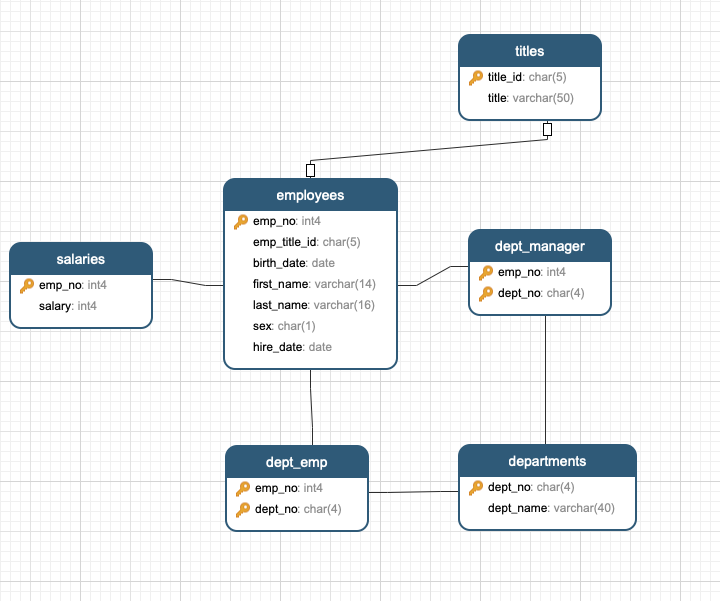 titles
title_id: char(5)
title: varchar(50)
employees
emp_no: int4
emp_title_id: char(5)
birth_date: date
first_name: varchar(14)
last_name: varchar(16)
sex: char(1)
hire_date: date
salaries
emp_no: int4
salary: int4
dept_manager
emp_no: int4
dept_no: char(4)
dept_emp
emp_no: int4
dept_no: char(4)
departments
dept_no: char(4)
dept_name: varchar(40)